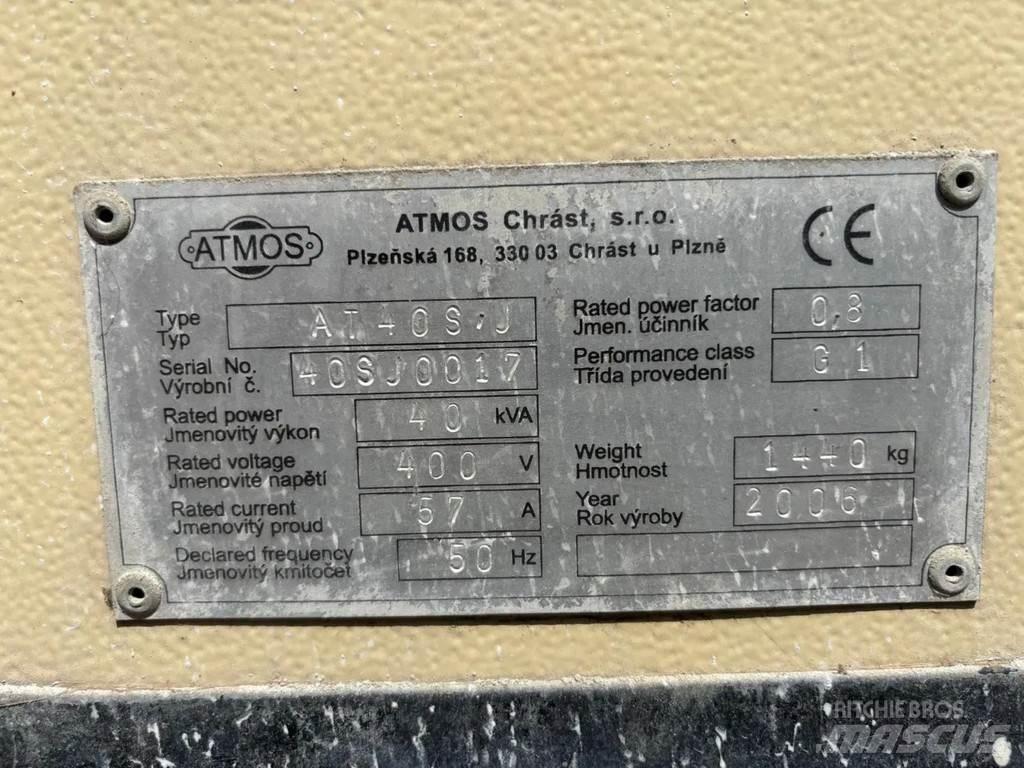 ATMOS
ATMOS Chrást, s.r.o.
Plzeňská 168, 330 03 Chrást u Plzně
CE
Type
Typ
AT40S.J
Serial No.
Výrobní č.
40SJ0017
Rated power
Jmenovitý výkon
40 kVA
Rated voltage
Jmenovité napětí
400 V
Rated current
Jmenovitý proud
57 A
Declared frequency
Jmenovitý kmitočet
50 Hz
Rated power factor
Jmen. účinník
0,8
Performance class
Třída provedení
G1
Weight
Hmotnost
1440 kg
Year
Rok výroby
2006
RITCHIE BROS
MASCUS